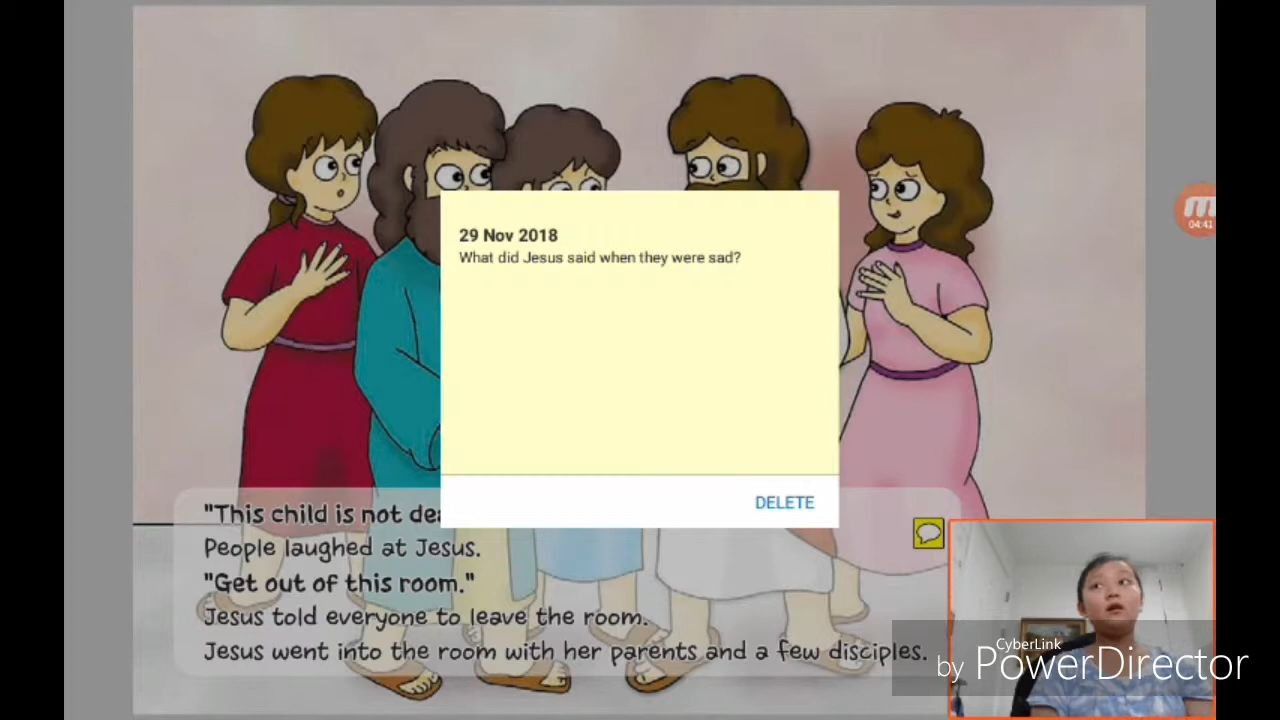 04:41
29 Nov 2018
What did Jesus said when they were sad?
DELETE
"This child is not
People laughed at Jesus.
"Get out of this room."
Jesus told everyone to leave the room.
Jesus went into the room with her parents and a few disciples.
CyberLink
by PowerDirector